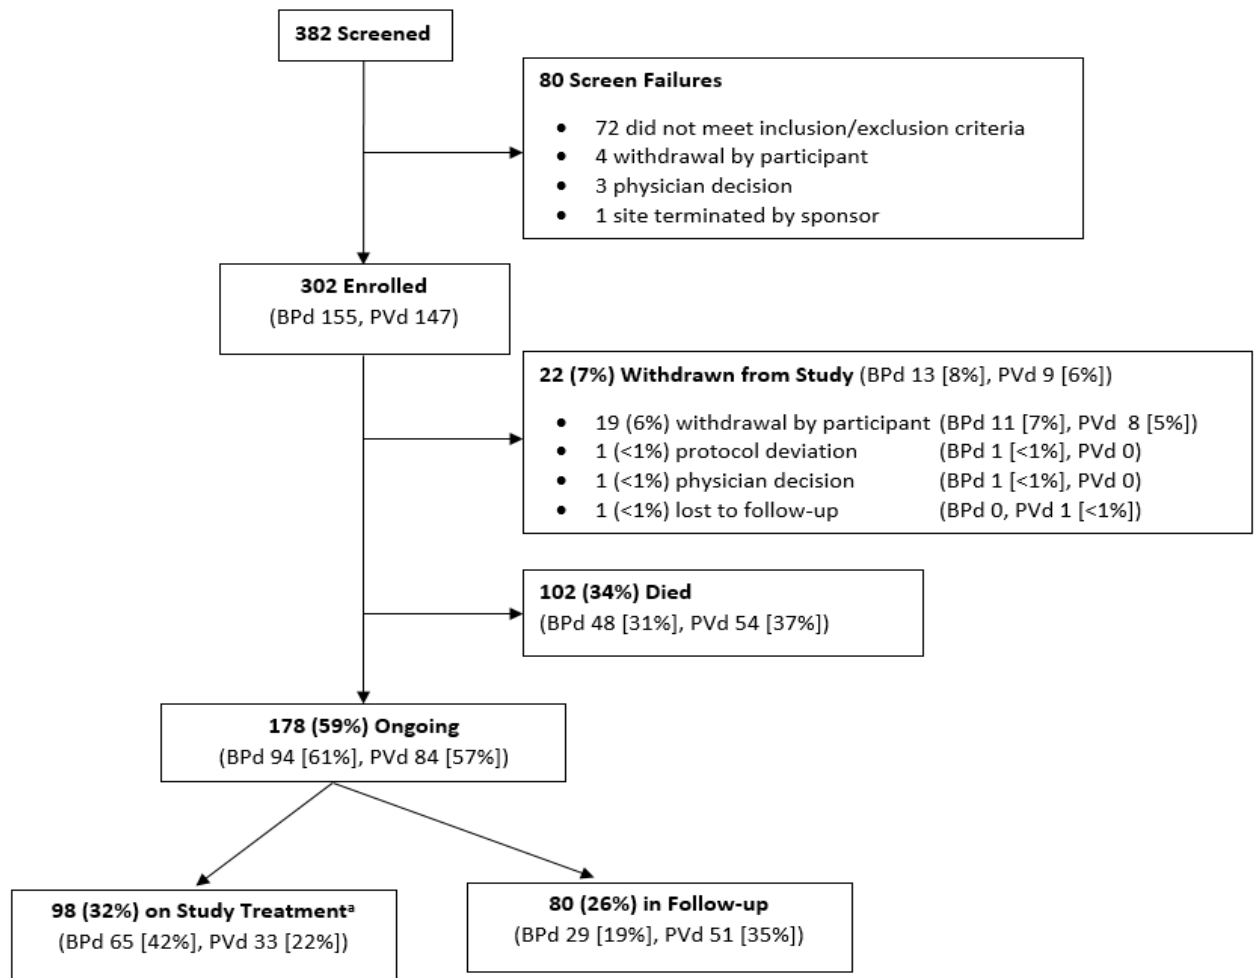 382 Screened
80 Screen Failures
• 72 did not meet inclusion/exclusion criteria
• 4 withdrawal by participant
• 3 physician decision
• 1 site terminated by sponsor
302 Enrolled
(BPd 155, PVd 147)
22 (7%) Withdrawn from Study (BPd 13 [8%], PVd 9 [6%])
• 19 (6%) withdrawal by participant (BPd 11 [7%], PVd 8 [5%])
• 1 (<1%) protocol deviation (BPd 1 [<1%], PVd 0)
• 1 (<1%) physician decision (BPd 1 [<1%], PVd 0)
• 1 (<1%) lost to follow-up (BPd 0, PVd 1 [<1%])
102 (34%) Died
(BPd 48 [31%], PVd 54 [37%])
178 (59%) Ongoing
(BPd 94 [61%], PVd 84 [57%])
98 (32%) on Study Treatmentᵃ
(BPd 65 [42%], PVd 33 [22%])
80 (26%) in Follow-up
(BPd 29 [19%], PVd 51 [35%])